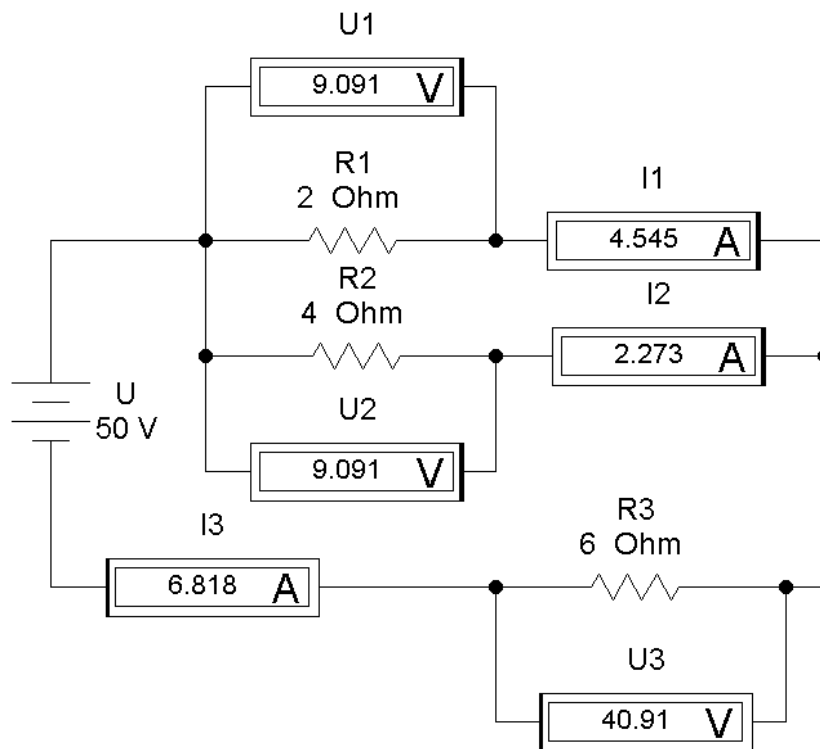 U1
9.091 V
R1
2 Ohm
I1
4.545 A
R2
4 Ohm
I2
2.273 A
U
50 V
U2
9.091 V
I3
6.818 A
R3
6 Ohm
U3
40.91 V